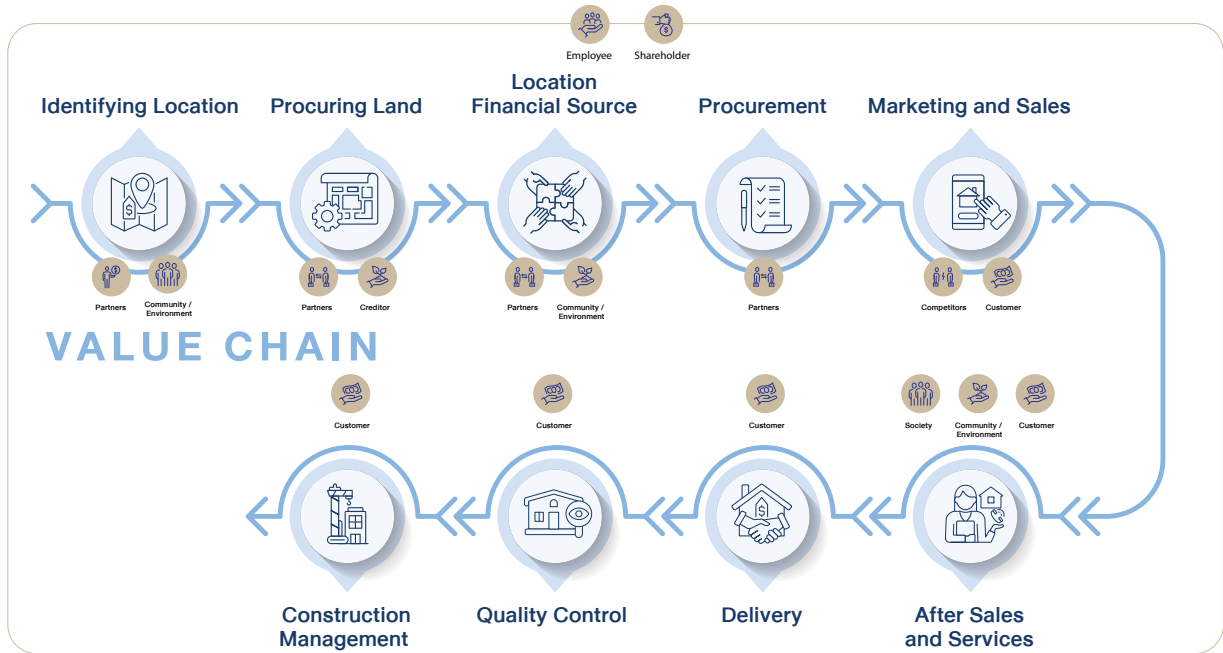 Employee
Shareholder
Identifying Location
Procuring Land
Location
Financial Source
Procurement
Marketing and Sales
Partners
Community /
Environment
Partners
Creditor
Partners
Community /
Environment
Partners
Competitors
Customer
VALUE CHAIN
Customer
Customer
Customer
Society
Community /
Environment
Customer
Construction
Management
Quality Control
Delivery
After Sales
and Services